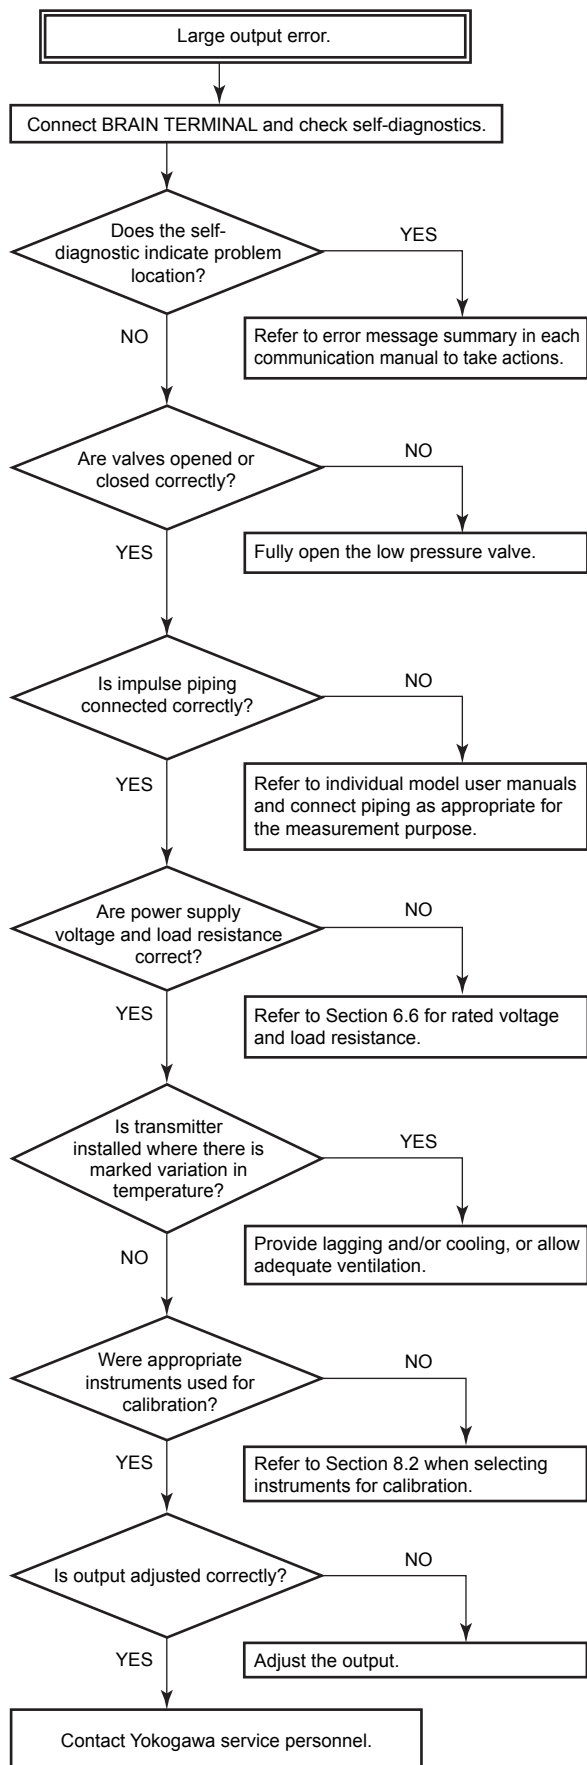 Large output error.
Connect BRAIN TERMINAL and check self-diagnostics.
Does the self-
diagnostic indicate problem
location?
YES
NO
Refer to error message summary in each
communication manual to take actions.
Are valves opened or
closed correctly?
NO
YES
Fully open the low pressure valve.
Is impulse piping
connected correctly?
NO
YES
Refer to individual model user manuals
and connect piping as appropriate for
the measurement purpose.
Are power supply
voltage and load resistance
correct?
NO
YES
Refer to Section 6.6 for rated voltage
and load resistance.
Is transmitter
installed where there is
marked variation in
temperature?
YES
NO
Provide lagging and/or cooling, or allow
adequate ventilation.
Were appropriate
instruments used for
calibration?
NO
YES
Refer to Section 8.2 when selecting
instruments for calibration.
Is output adjusted correctly?
NO
YES
Adjust the output.
Contact Yokogawa service personnel.